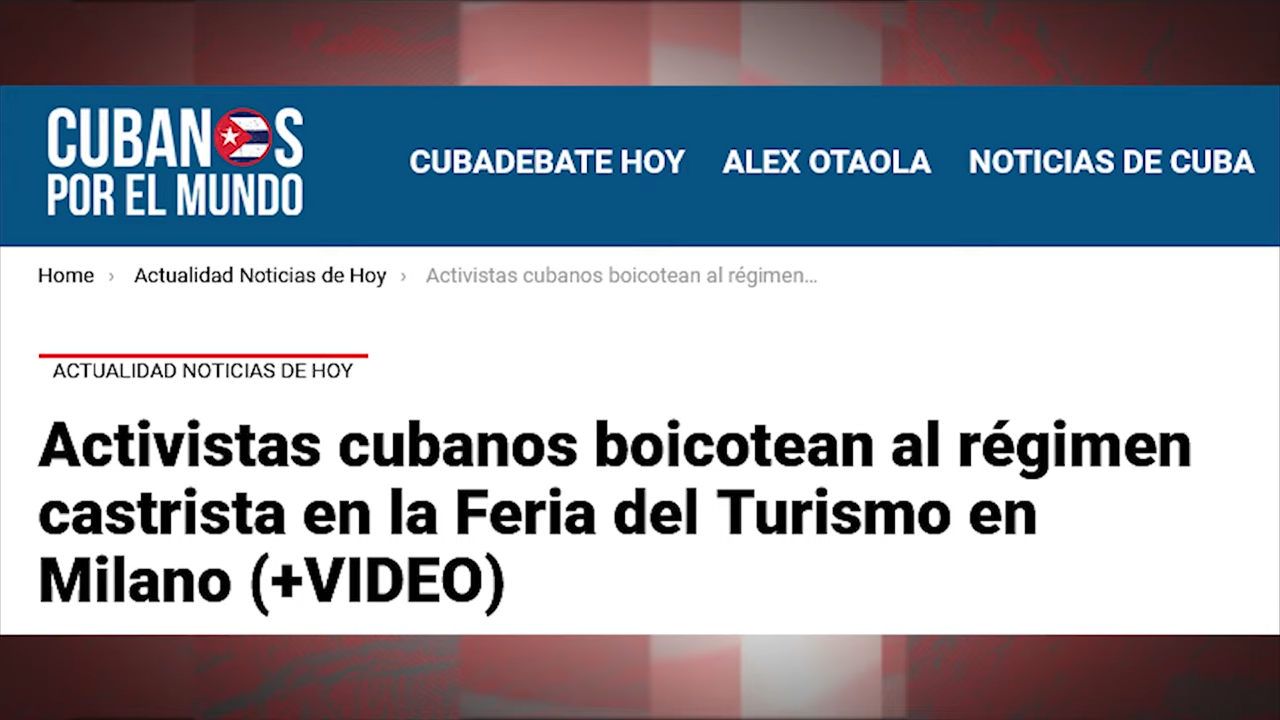 CUBANOS
POR EL MUNDO
CUBADEBATE HOY ALEX OTAOLA NOTICIAS DE CUBA
Home › Actualidad Noticias de Hoy › Activistas cubanos boicotean al régimen...
ACTUALIDAD NOTICIAS DE HOY
Activistas cubanos boicotean al régimen
castrista en la Feria del Turismo en
Milano (+VIDEO)